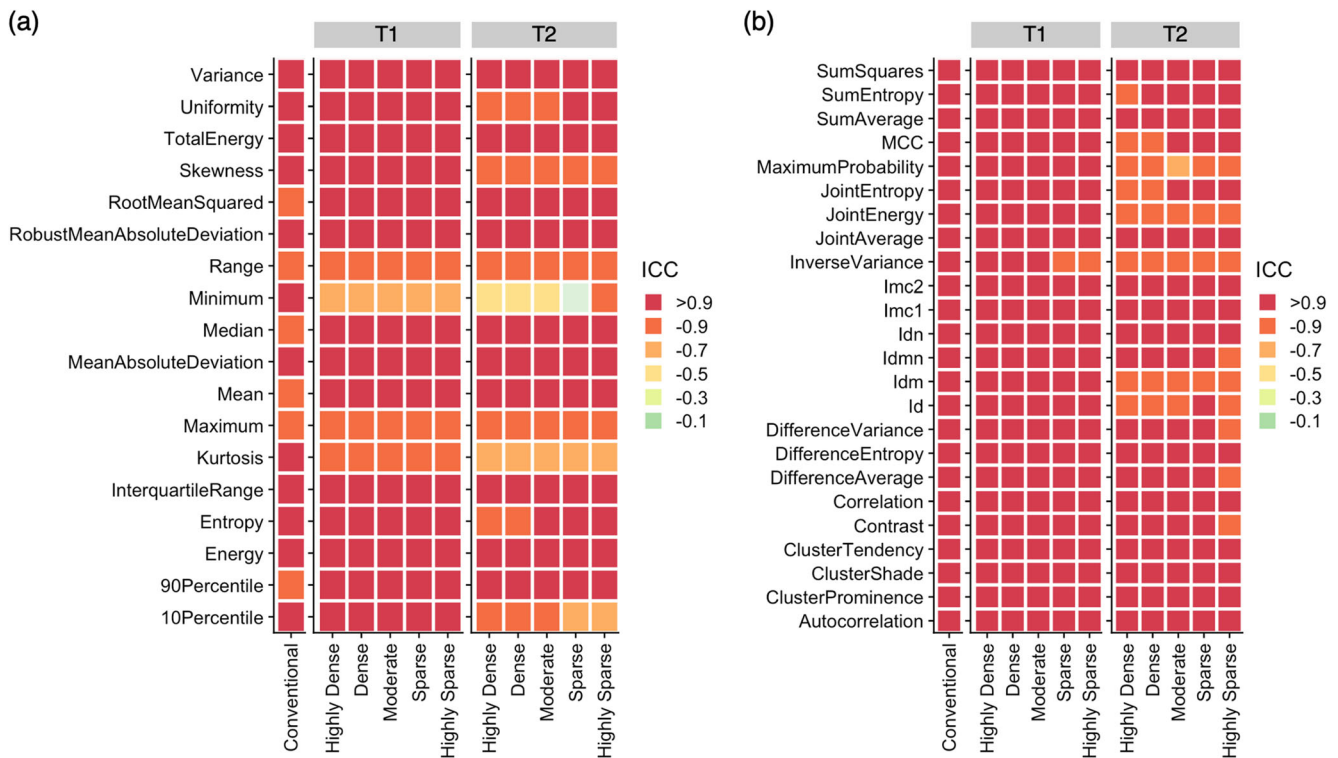 (a)
T1
T2
Variance
Uniformity
TotalEnergy
Skewness
RootMeanSquared
RobustMeanAbsoluteDeviation
Range
Minimum
Median
MeanAbsoluteDeviation
Mean
Maximum
Kurtosis
InterquartileRange
Entropy
Energy
90Percentile
10Percentile
Conventional
Highly Dense
Dense
Moderate
Sparse
Highly Sparse
Highly Dense
Dense
Moderate
Sparse
Highly Sparse
ICC
>0.9
-0.9
-0.7
-0.5
-0.3
-0.1
(b)
T1
T2
SumSquares
SumEntropy
SumAverage
MCC
MaximumProbability
JointEntropy
JointEnergy
JointAverage
InverseVariance
Imc2
Imc1
Idn
Idmn
Idm
Id
DifferenceVariance
DifferenceEntropy
DifferenceAverage
Correlation
Contrast
ClusterTendency
ClusterShade
ClusterProminence
Autocorrelation
Conventional
Highly Dense
Dense
Moderate
Sparse
Highly Sparse
Highly Dense
Dense
Moderate
Sparse
Highly Sparse
ICC
>0.9
-0.9
-0.7
-0.5
-0.3
-0.1